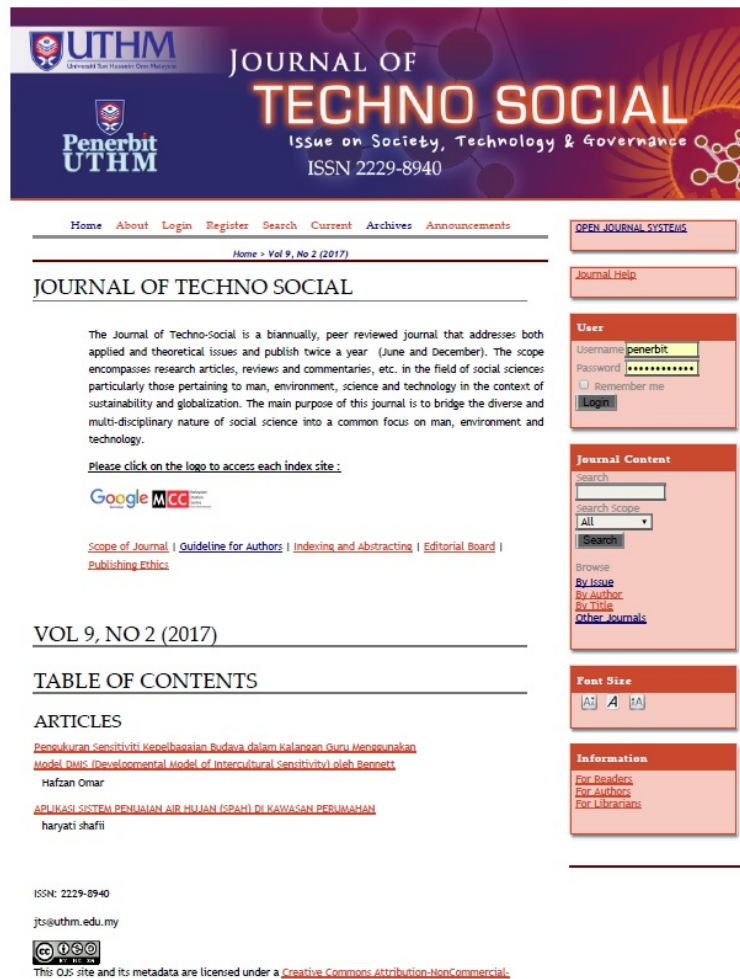 UTHM
Universiti Tun Hussein Onn Malaysia
Penerbit
UTHM
JOURNAL OF
TECHNO SOCIAL
Issue on Society, Technology & Governance
ISSN 2229-8940
Home About Login Register Search Current Archives Announcements
Home > Vol 9, No 2 (2017)
JOURNAL OF TECHNO SOCIAL
The Journal of Techno-Social is a biannually, peer reviewed journal that addresses both
applied and theoretical issues and publish twice a year (June and December). The scope
encompasses research articles, reviews and commentaries, etc. in the field of social sciences
particularly those pertaining to man, environment, science and technology in the context of
sustainability and globalization. The main purpose of this journal is to bridge the diverse and
multi-disciplinary nature of social science into a common focus on man, environment and
technology.
Please click on the logo to access each index site :
Google MCC
Scope of Journal | Guideline for Authors | Indexing and Abstracting | Editorial Board |
Publishing Ethics
VOL 9, NO 2 (2017)
TABLE OF CONTENTS
ARTICLES
Pengukuran Sensitiviti Kepelbagaian Budaya dalam Kalangan Guru Menggunakan
Model DMIS (Developmental Model of Intercultural Sensitivity) oleh Bennett
Hafzan Omar
APLIKASI SISTEM PENUAIAN AIR HUJAN (SPAH) DI KAWASAN PERUMAHAN
haryati shafii
ISSN: 2229-8940
jts@uthm.edu.my
cc BY NC SA
This OJS site and its metadata are licensed under a Creative Commons Attribution-NonCommercial-
OPEN JOURNAL SYSTEMS
Journal Help
User
Username penerbit
Password
Remember me
Login
Journal Content
Search
Search Scope
All
Search
Browse
By Issue
By Author
By Title
Other Journals
Font Size
A A A
Information
For Readers
For Authors
For Librarians